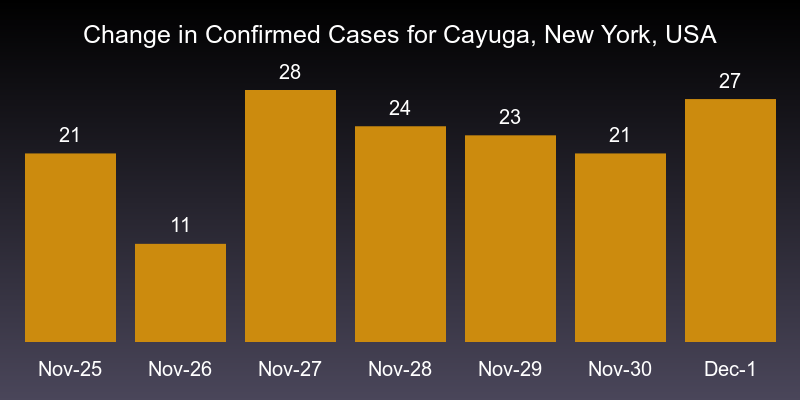 Change in Confirmed Cases for Cayuga, New York, USA
21
11
28
24
23
21
27
Nov-25
Nov-26
Nov-27
Nov-28
Nov-29
Nov-30
Dec-1